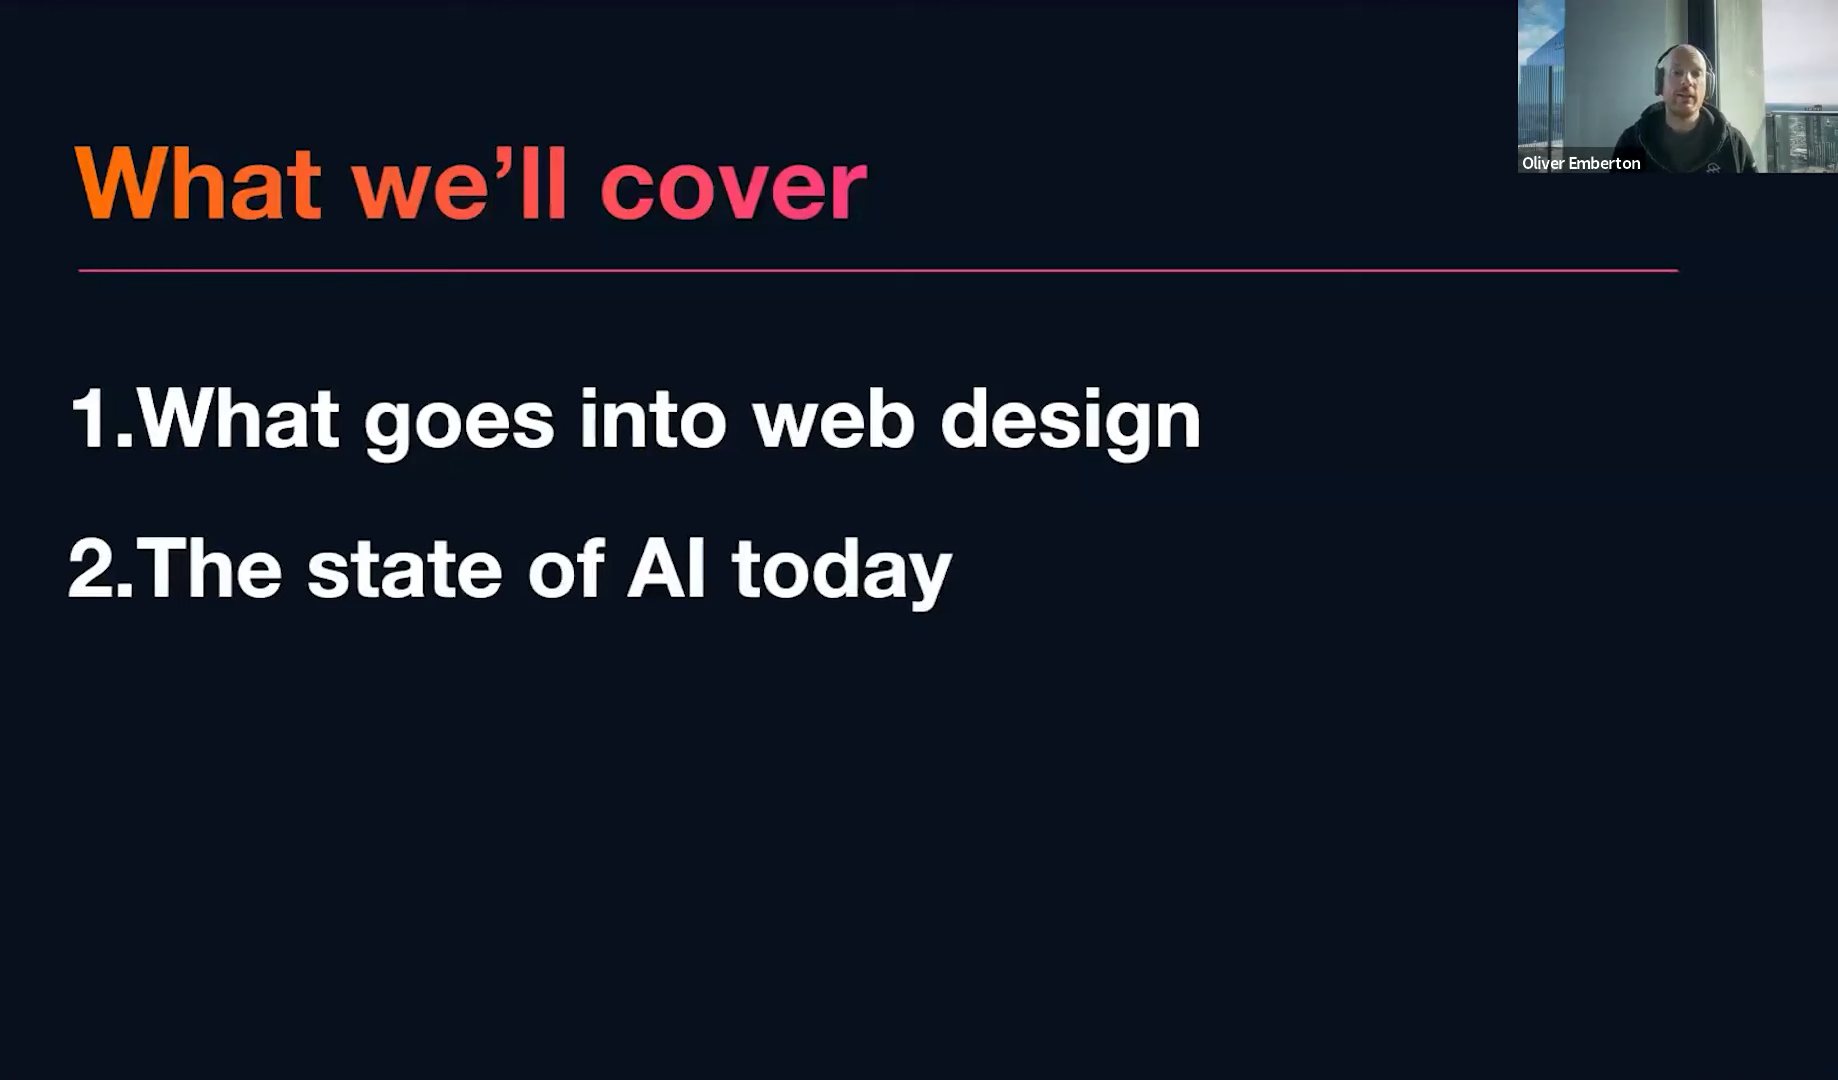 What we’ll cover
1.What goes into web design
2.The state of AI today
Oliver Emberton